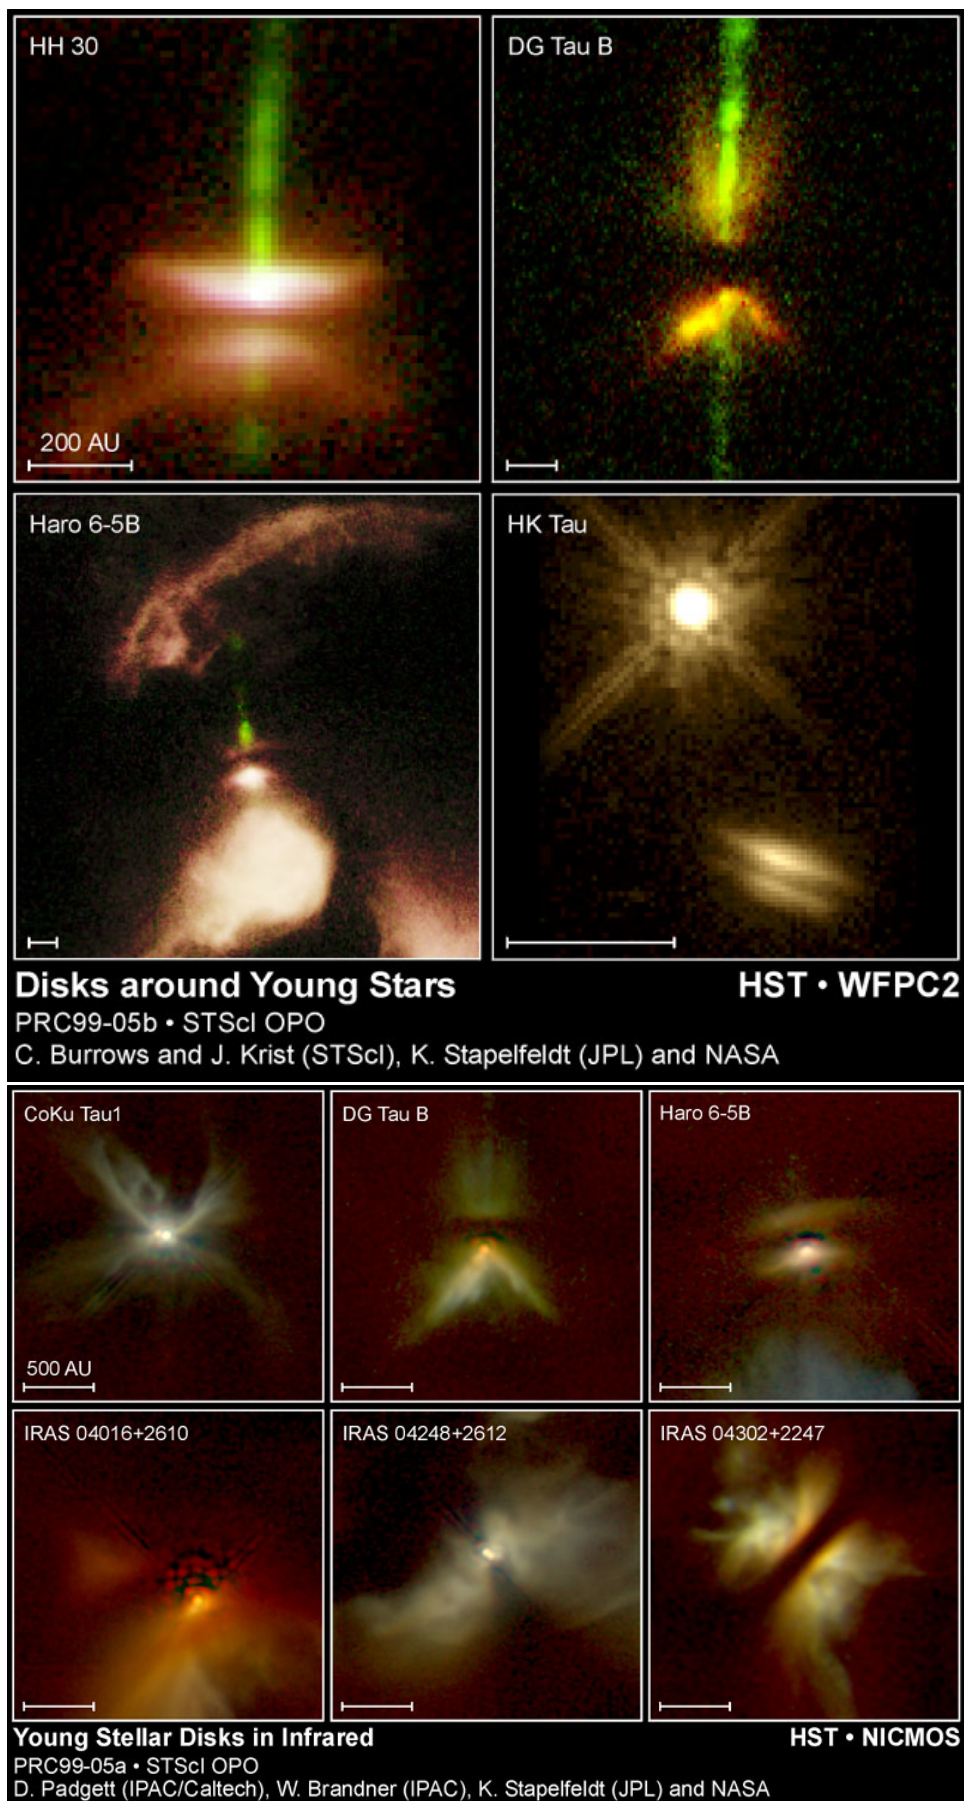 HH 30
DG Tau B
200 AU
Haro 6-5B
HK Tau
Disks around Young Stars
HST • WFPC2
PRC99-05b • STScI OPO
C. Burrows and J. Krist (STScI), K. Stapelfeldt (JPL) and NASA
CoKu Tau1
DG Tau B
Haro 6-5B
500 AU
IRAS 04016+2610
IRAS 04248+2612
IRAS 04302+2247
Young Stellar Disks in Infrared
HST • NICMOS
PRC99-05a • STScI OPO
D. Padgett (IPAC/Caltech), W. Brandner (IPAC), K. Stapelfeldt (JPL) and NASA